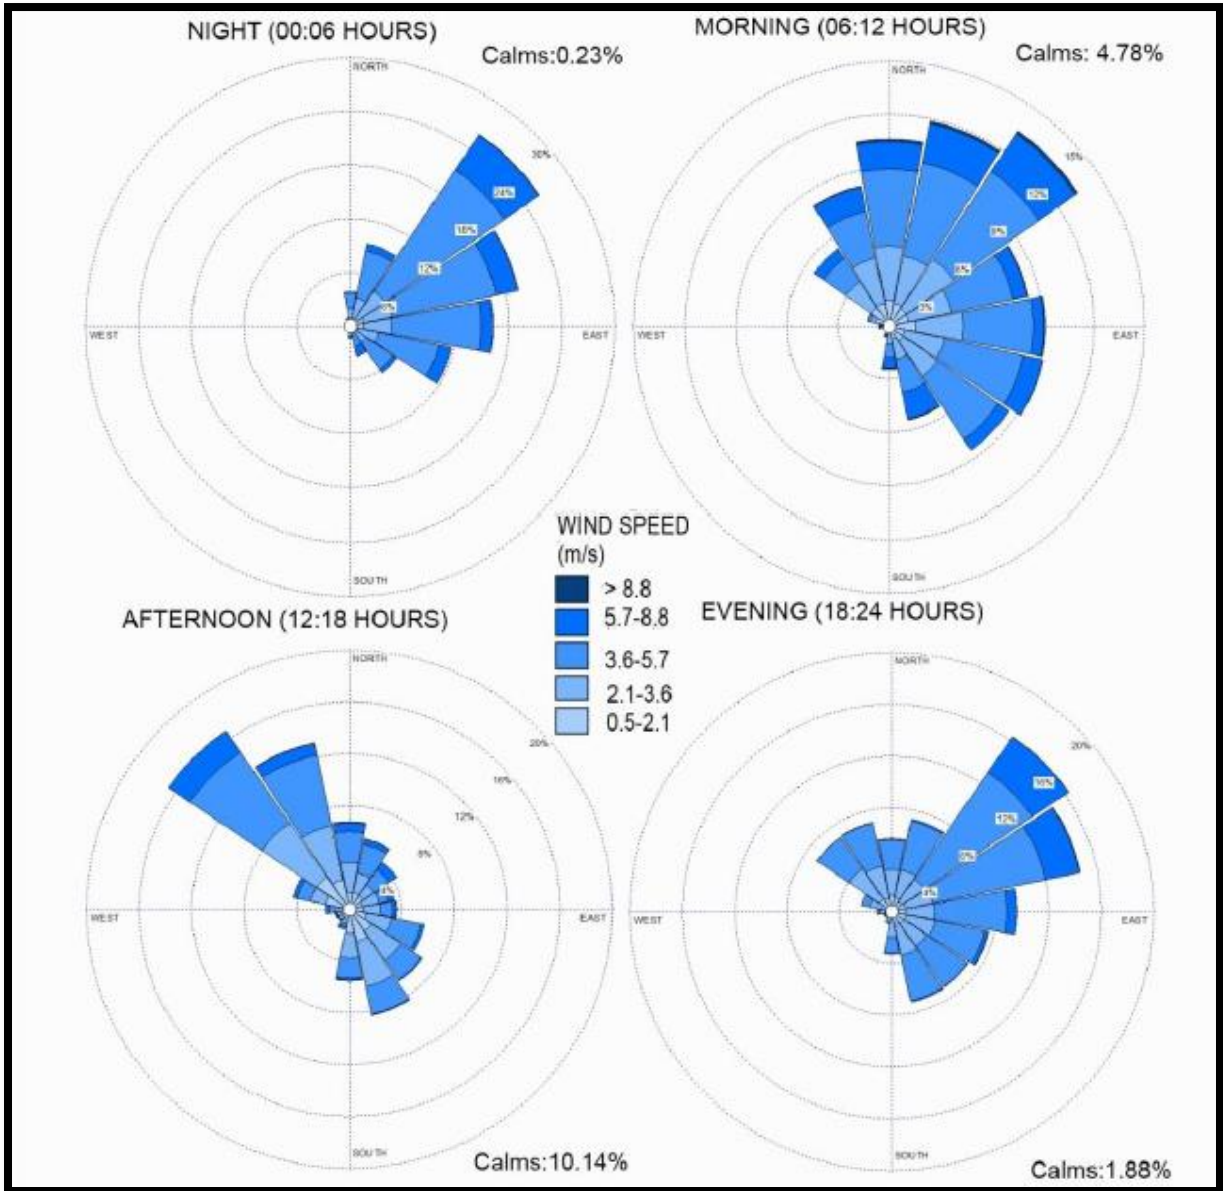 NIGHT (00:06 HOURS)
Calms:0.23%
NORTH
30%
24%
18%
12%
6%
WEST
EAST
SOUTH
MORNING (06:12 HOURS)
Calms: 4.78%
NORTH
15%
12%
9%
6%
3%
WEST
EAST
SOUTH
WIND SPEED
(m/s)
> 8.8
5.7-8.8
3.6-5.7
2.1-3.6
0.5-2.1
AFTERNOON (12:18 HOURS)
NORTH
20%
16%
12%
8%
4%
WEST
EAST
SOUTH
Calms:10.14%
EVENING (18:24 HOURS)
NORTH
20%
16%
12%
8%
4%
WEST
EAST
SOUTH
Calms:1.88%